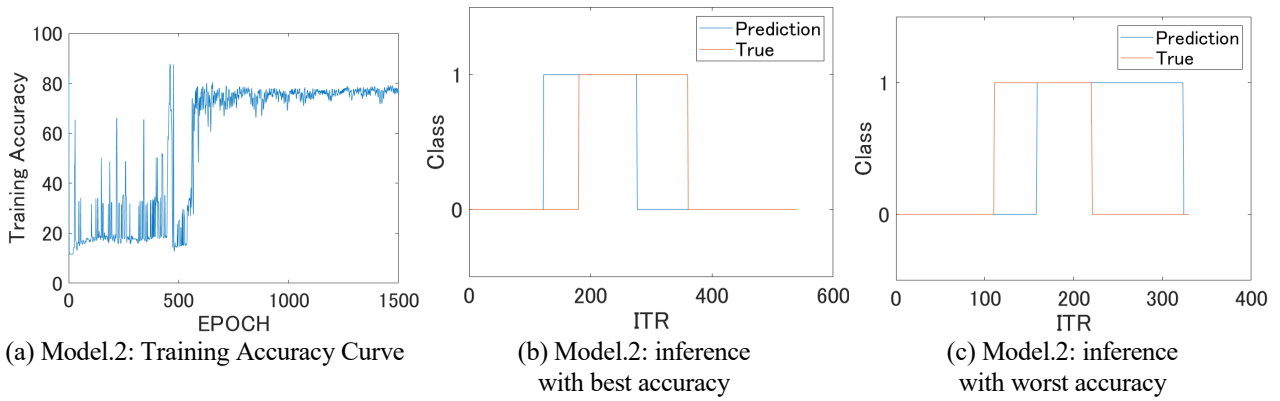 100
80
60
40
20
0
Training Accuracy
0
500
1000
1500
EPOCH
(a) Model.2: Training Accuracy Curve
Prediction
True
1
0
Class
0
200
400
600
ITR
(b) Model.2: inference
with best accuracy
Prediction
True
1
0
Class
0
100
200
300
400
ITR
(c) Model.2: inference
with worst accuracy